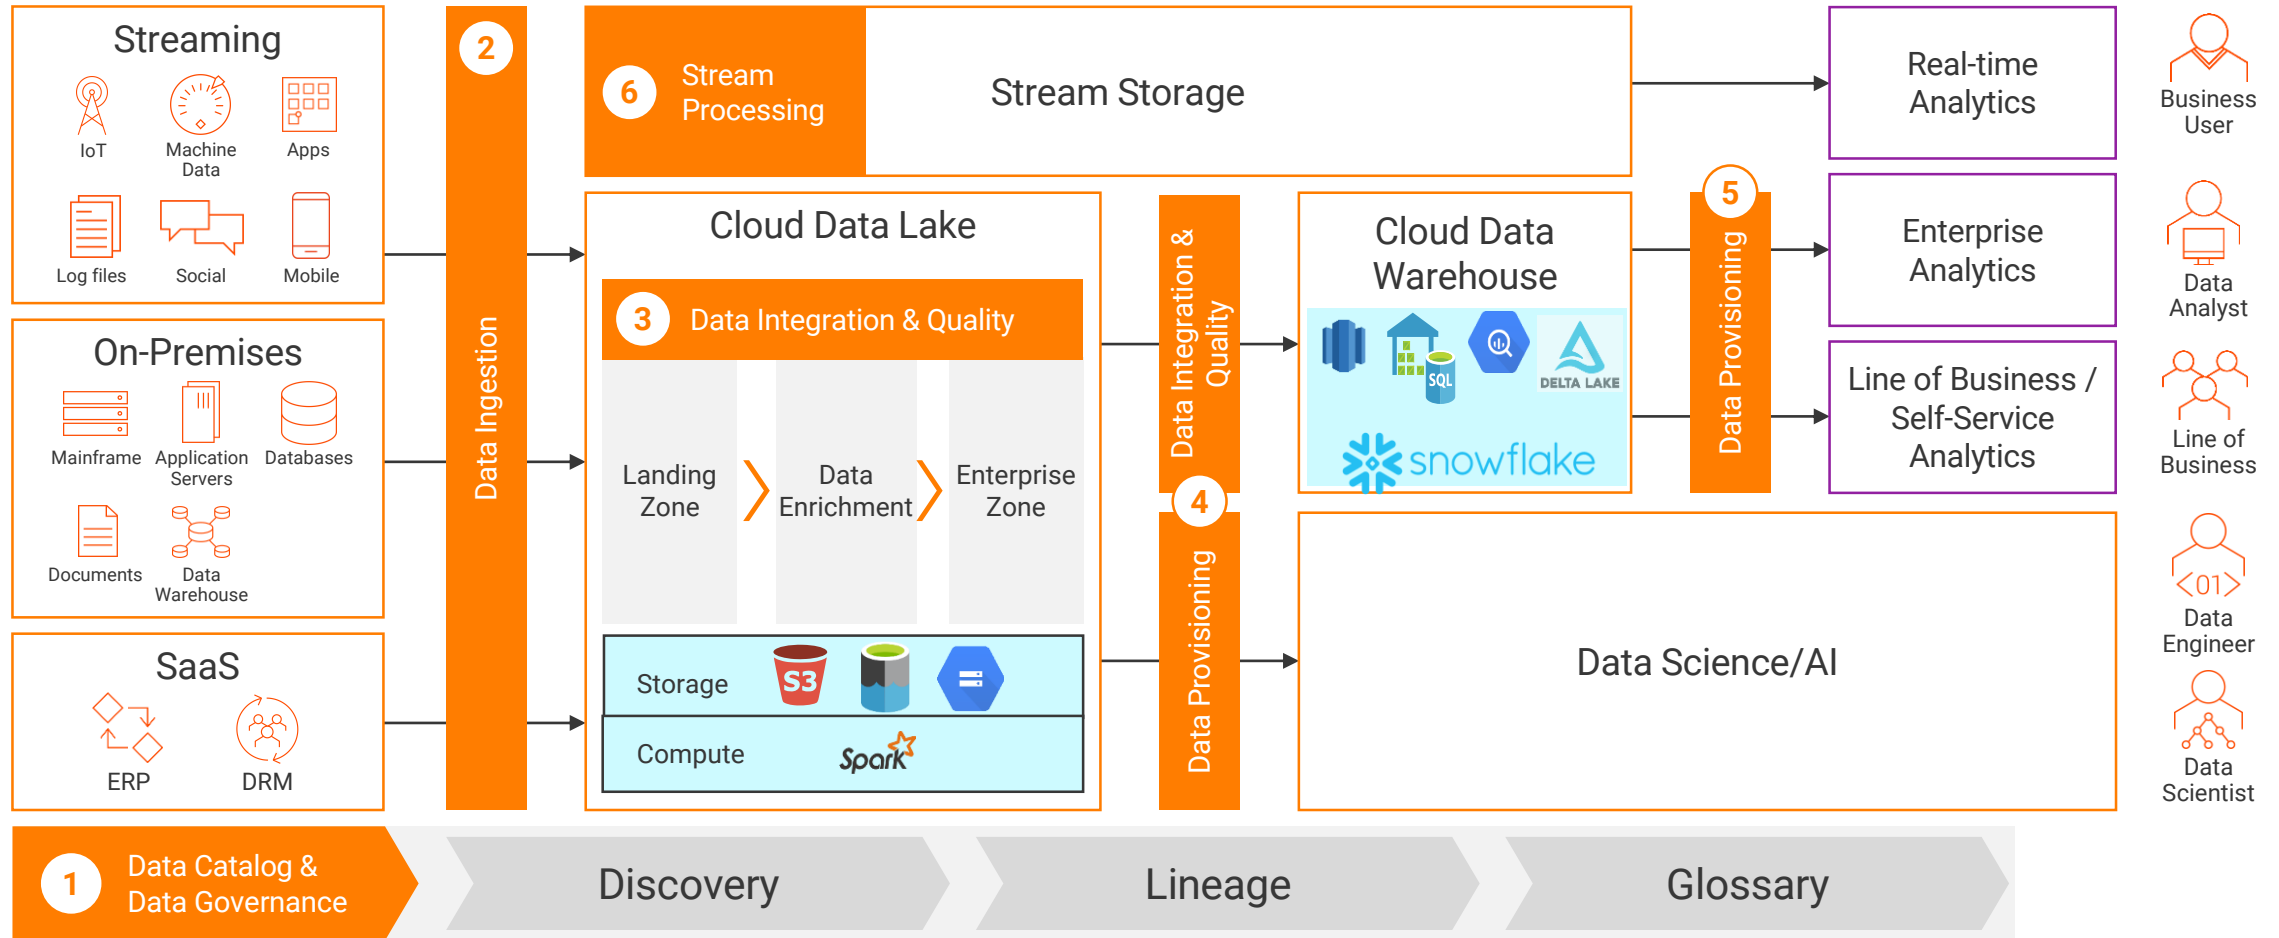 Streaming
IoT
Machine
Data
Apps
Log files
Social
Mobile
On-Premises
Mainframe
Application
Servers
Databases
Documents
Data
Warehouse
SaaS
ERP
DRM
2
Data Ingestion
6
Stream
Processing
Stream Storage
Cloud Data Lake
3
Data Integration & Quality
Landing
Zone
Data
Enrichment
Enterprise
Zone
Storage
S3
Compute
Spark
Data Integration &
Quality
4
Data Provisioning
Cloud Data
Warehouse
SQL
DELTA LAKE
snowflake
5
Data Provisioning
Real-time
Analytics
Enterprise
Analytics
Line of Business /
Self-Service
Analytics
Data Science/AI
Business
User
Data
Analyst
Line of
Business
<01>
Data
Engineer
Data
Scientist
1
Data Catalog &
Data Governance
Discovery
Lineage
Glossary